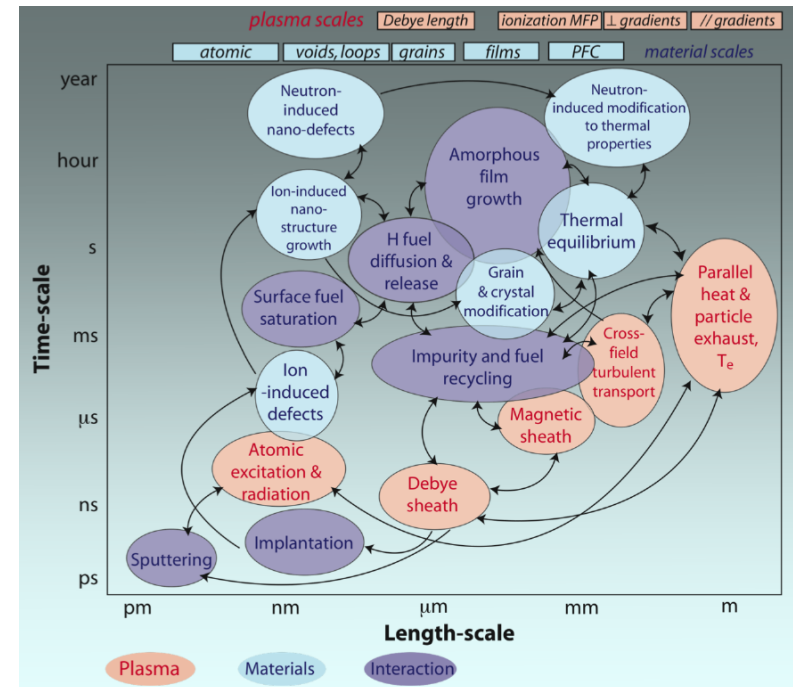 plasma scales Debye length ionization MFP ⊥ gradients // gradients
atomic voids, loops grains films PFC material scales
year
hour
s
ms
μs
ns
ps
Time-scale
Neutron-
induced
nano-defects
Neutron-
induced modification
to thermal
properties
Amorphous
film
growth
Ion-induced
nano-
structure
growth
Thermal
equilibrium
H fuel
diffusion &
release
Grain
& crystal
modification
Parallel
heat &
particle
exhaust,
Te
Surface fuel
saturation
Cross-
field
turbulent
transport
Impurity and fuel
recycling
Ion
-induced
defects
Magnetic
sheath
Atomic
excitation &
radiation
Debye
sheath
Implantation
Sputtering
pm nm μm mm m
Length-scale
Plasma Materials Interaction